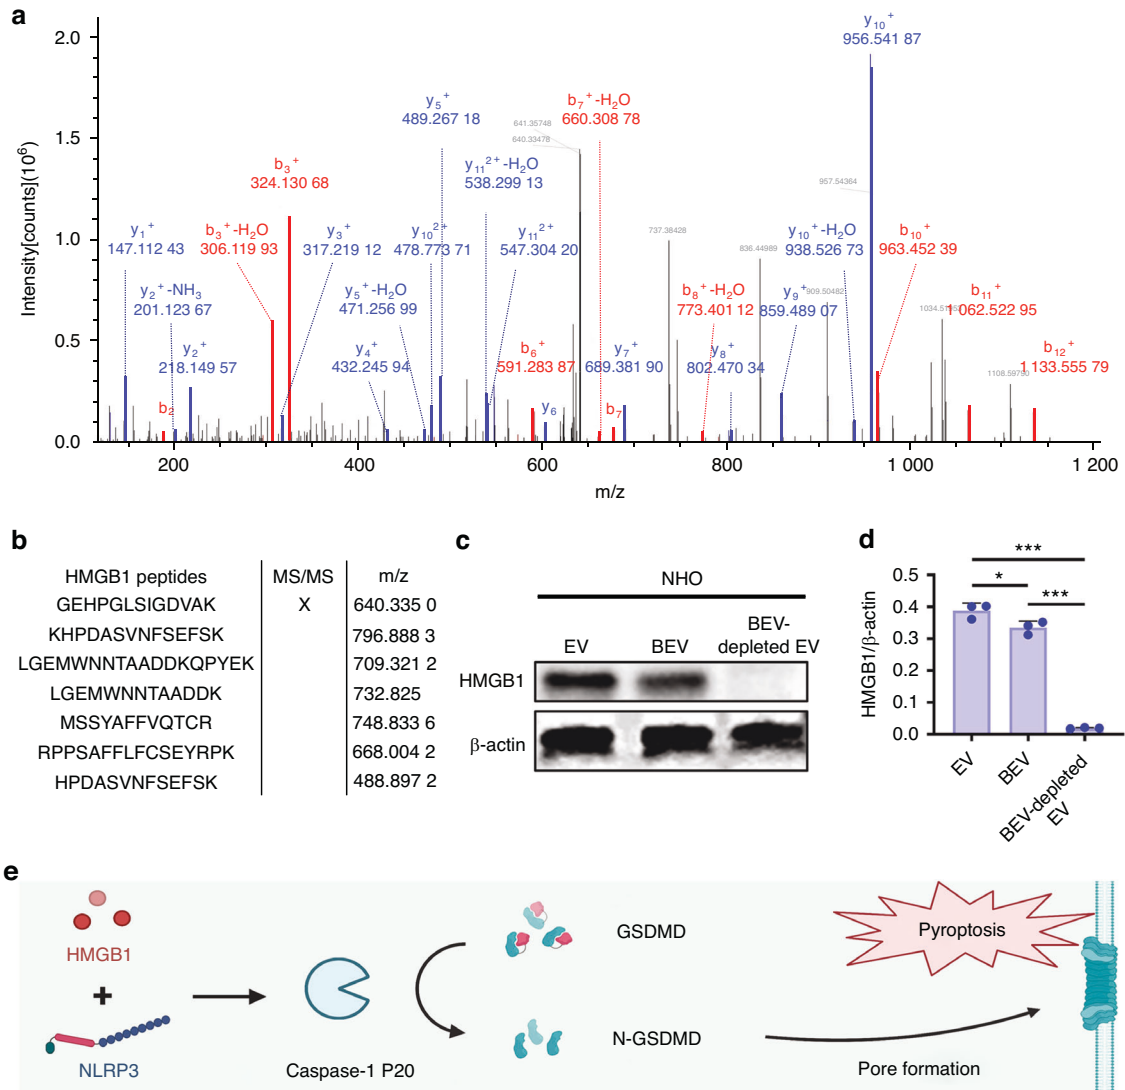 a
Intensity[counts](10⁶)
2.0
1.5
1.0
0.5
0.0
y₁⁺
147.112 43
y₂⁺-NH₃
201.123 67
y₂⁺
218.149 57
b₂
b₃⁺-H₂O
306.119 93
b₃⁺
324.130 68
y₃⁺
317.219 12
y₄⁺
432.245 94
y₅⁺-H₂O
471.256 99
y₁₀²⁺
478.773 71
y₅⁺
489.267 18
y₁₁²⁺-H₂O
538.299 13
y₁₁²⁺
547.304 20
b₆⁺
591.283 87
y₆
641.35748
640.33478
b₇⁺-H₂O
660.308 78
b₇
y₇⁺
689.381 90
737.38428
b₈⁺-H₂O
773.401 12
y₈⁺
802.470 34
836.44989
y₉⁺
859.489 07
909.50482
y₁₀⁺-H₂O
938.526 73
957.54364
y₁₀⁺
956.541 87
b₁₀⁺
963.452 39
b₁₁⁺
1 062.522 95
b₁₂⁺
1 133.555 79
200
400
600
800
1 000
1 200
m/z
b
HMGB1 peptides MS/MS m/z
GEHPGLSIGDVAK X 640.335 0
KHPDASVNFSEFSK 796.888 3
LGEMWNNTAADDKQPYEK 709.321 2
LGEMWNNTAADDK 732.825
MSSYAFFVQTCR 748.833 6
RPPSAFFLFCSEYRPK 668.004 2
HPDASVNFSEFSK 488.897 2
c
NHO
EV BEV BEV-
depleted EV
HMGB1
β-actin
d
HMGB1/β-actin
0.5
0.4
0.3
0.2
0.1
0.0
***
*
***
EV
BEV
BEV-depleted
EV
e
HMGB1
+
NLRP3
Caspase-1 P20
GSDMD
N-GSDMD
Pyroptosis
Pore formation